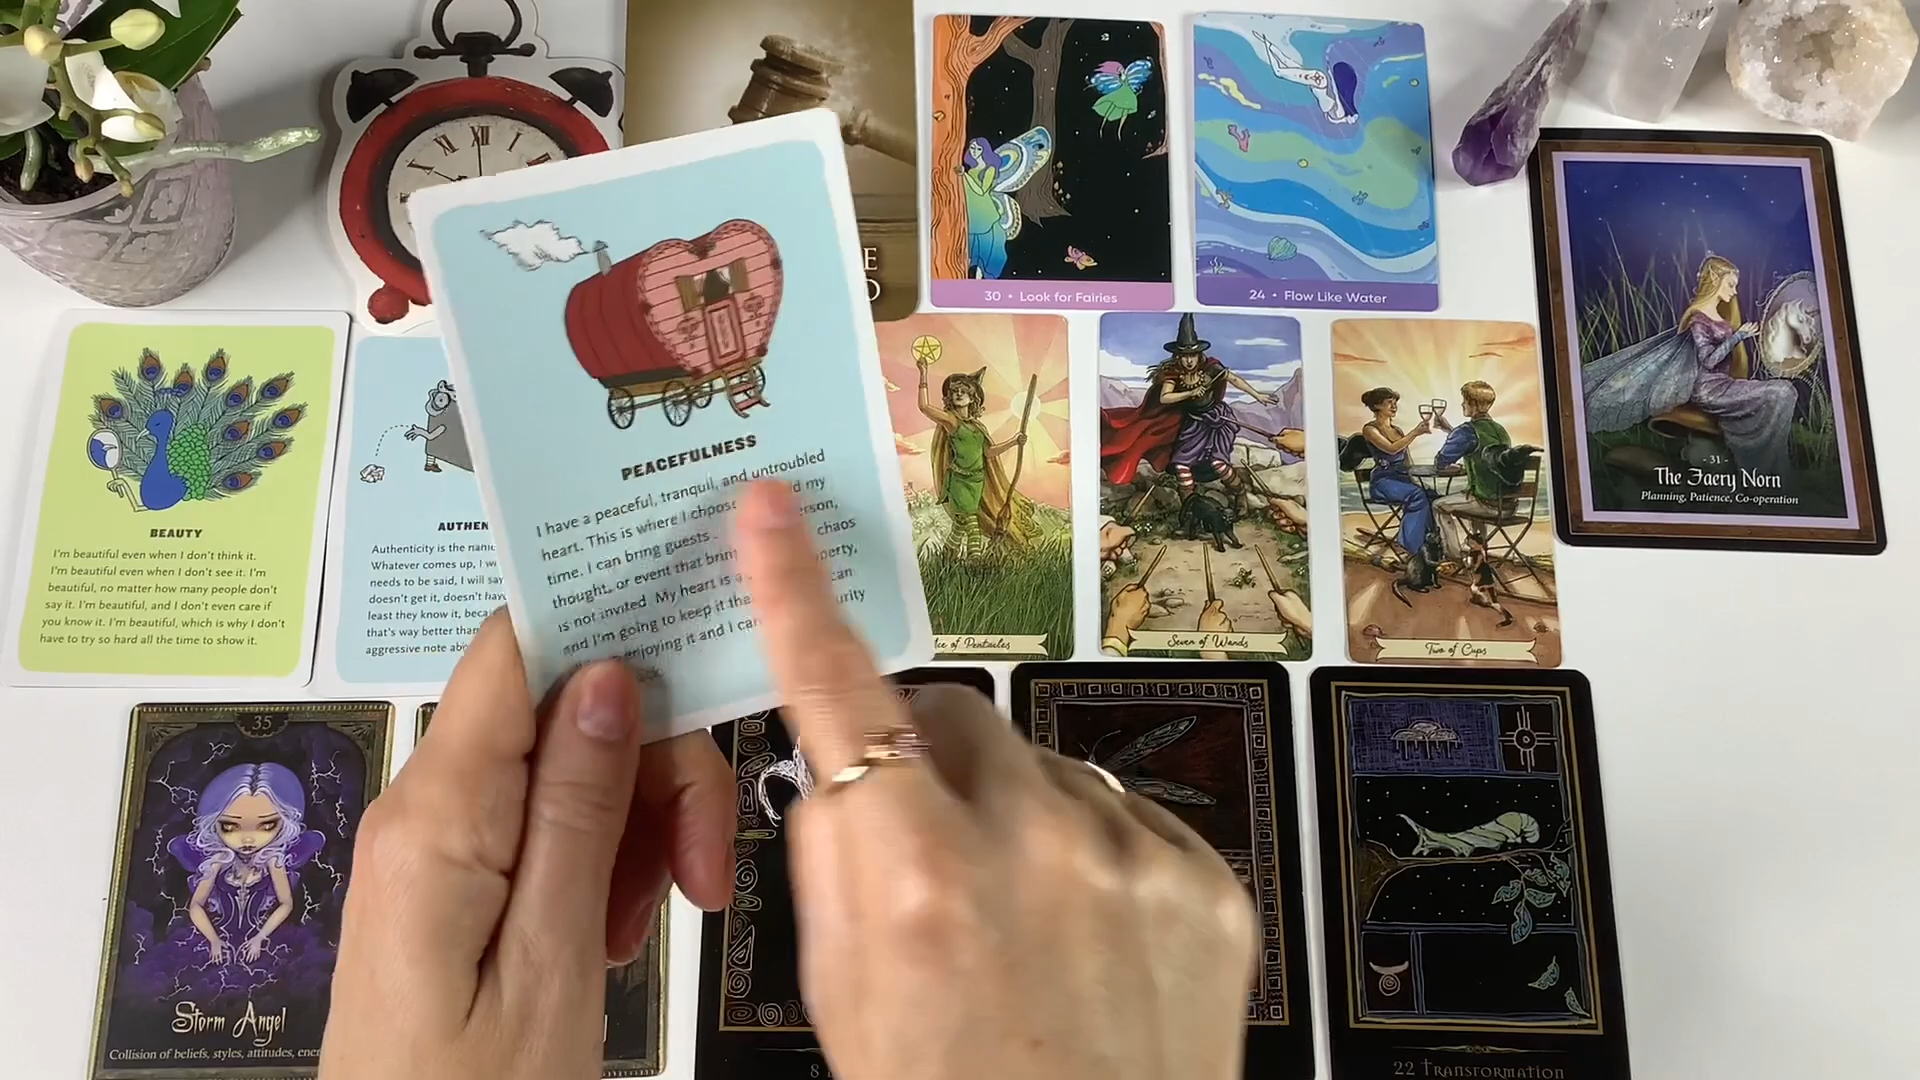 XII
30 • Look for Fairies
24 • Flow Like Water
- 31 -
The Faery Norn
Planning, Patience, Co-operation
PEACEFULNESS
I have a peaceful, tranquil, and untroubled
heart. This is where I my
time. I can bring guests
thought, or event that chaos
is not invited. My heart is
and I'm going to keep it
enjoying it and I
BEAUTY
I'm beautiful even when I don't think it.
I'm beautiful even when I don't see it. I'm
beautiful, no matter how many people don't
say it. I'm beautiful, and I don't even care if
you know it. I'm beautiful, which is why I don't
have to try so hard all the time to show it.
AUTHEN
Authenticity is the
Whatever comes up, I
needs to be said, I will say
doesn't get it, doesn't
least they know it,
that's way better than
aggressive note
of Pentacles
Seven of Wands
Two of Cups
35
Storm Angel
Collision of beliefs, styles, attitudes,
8
22 Transformation